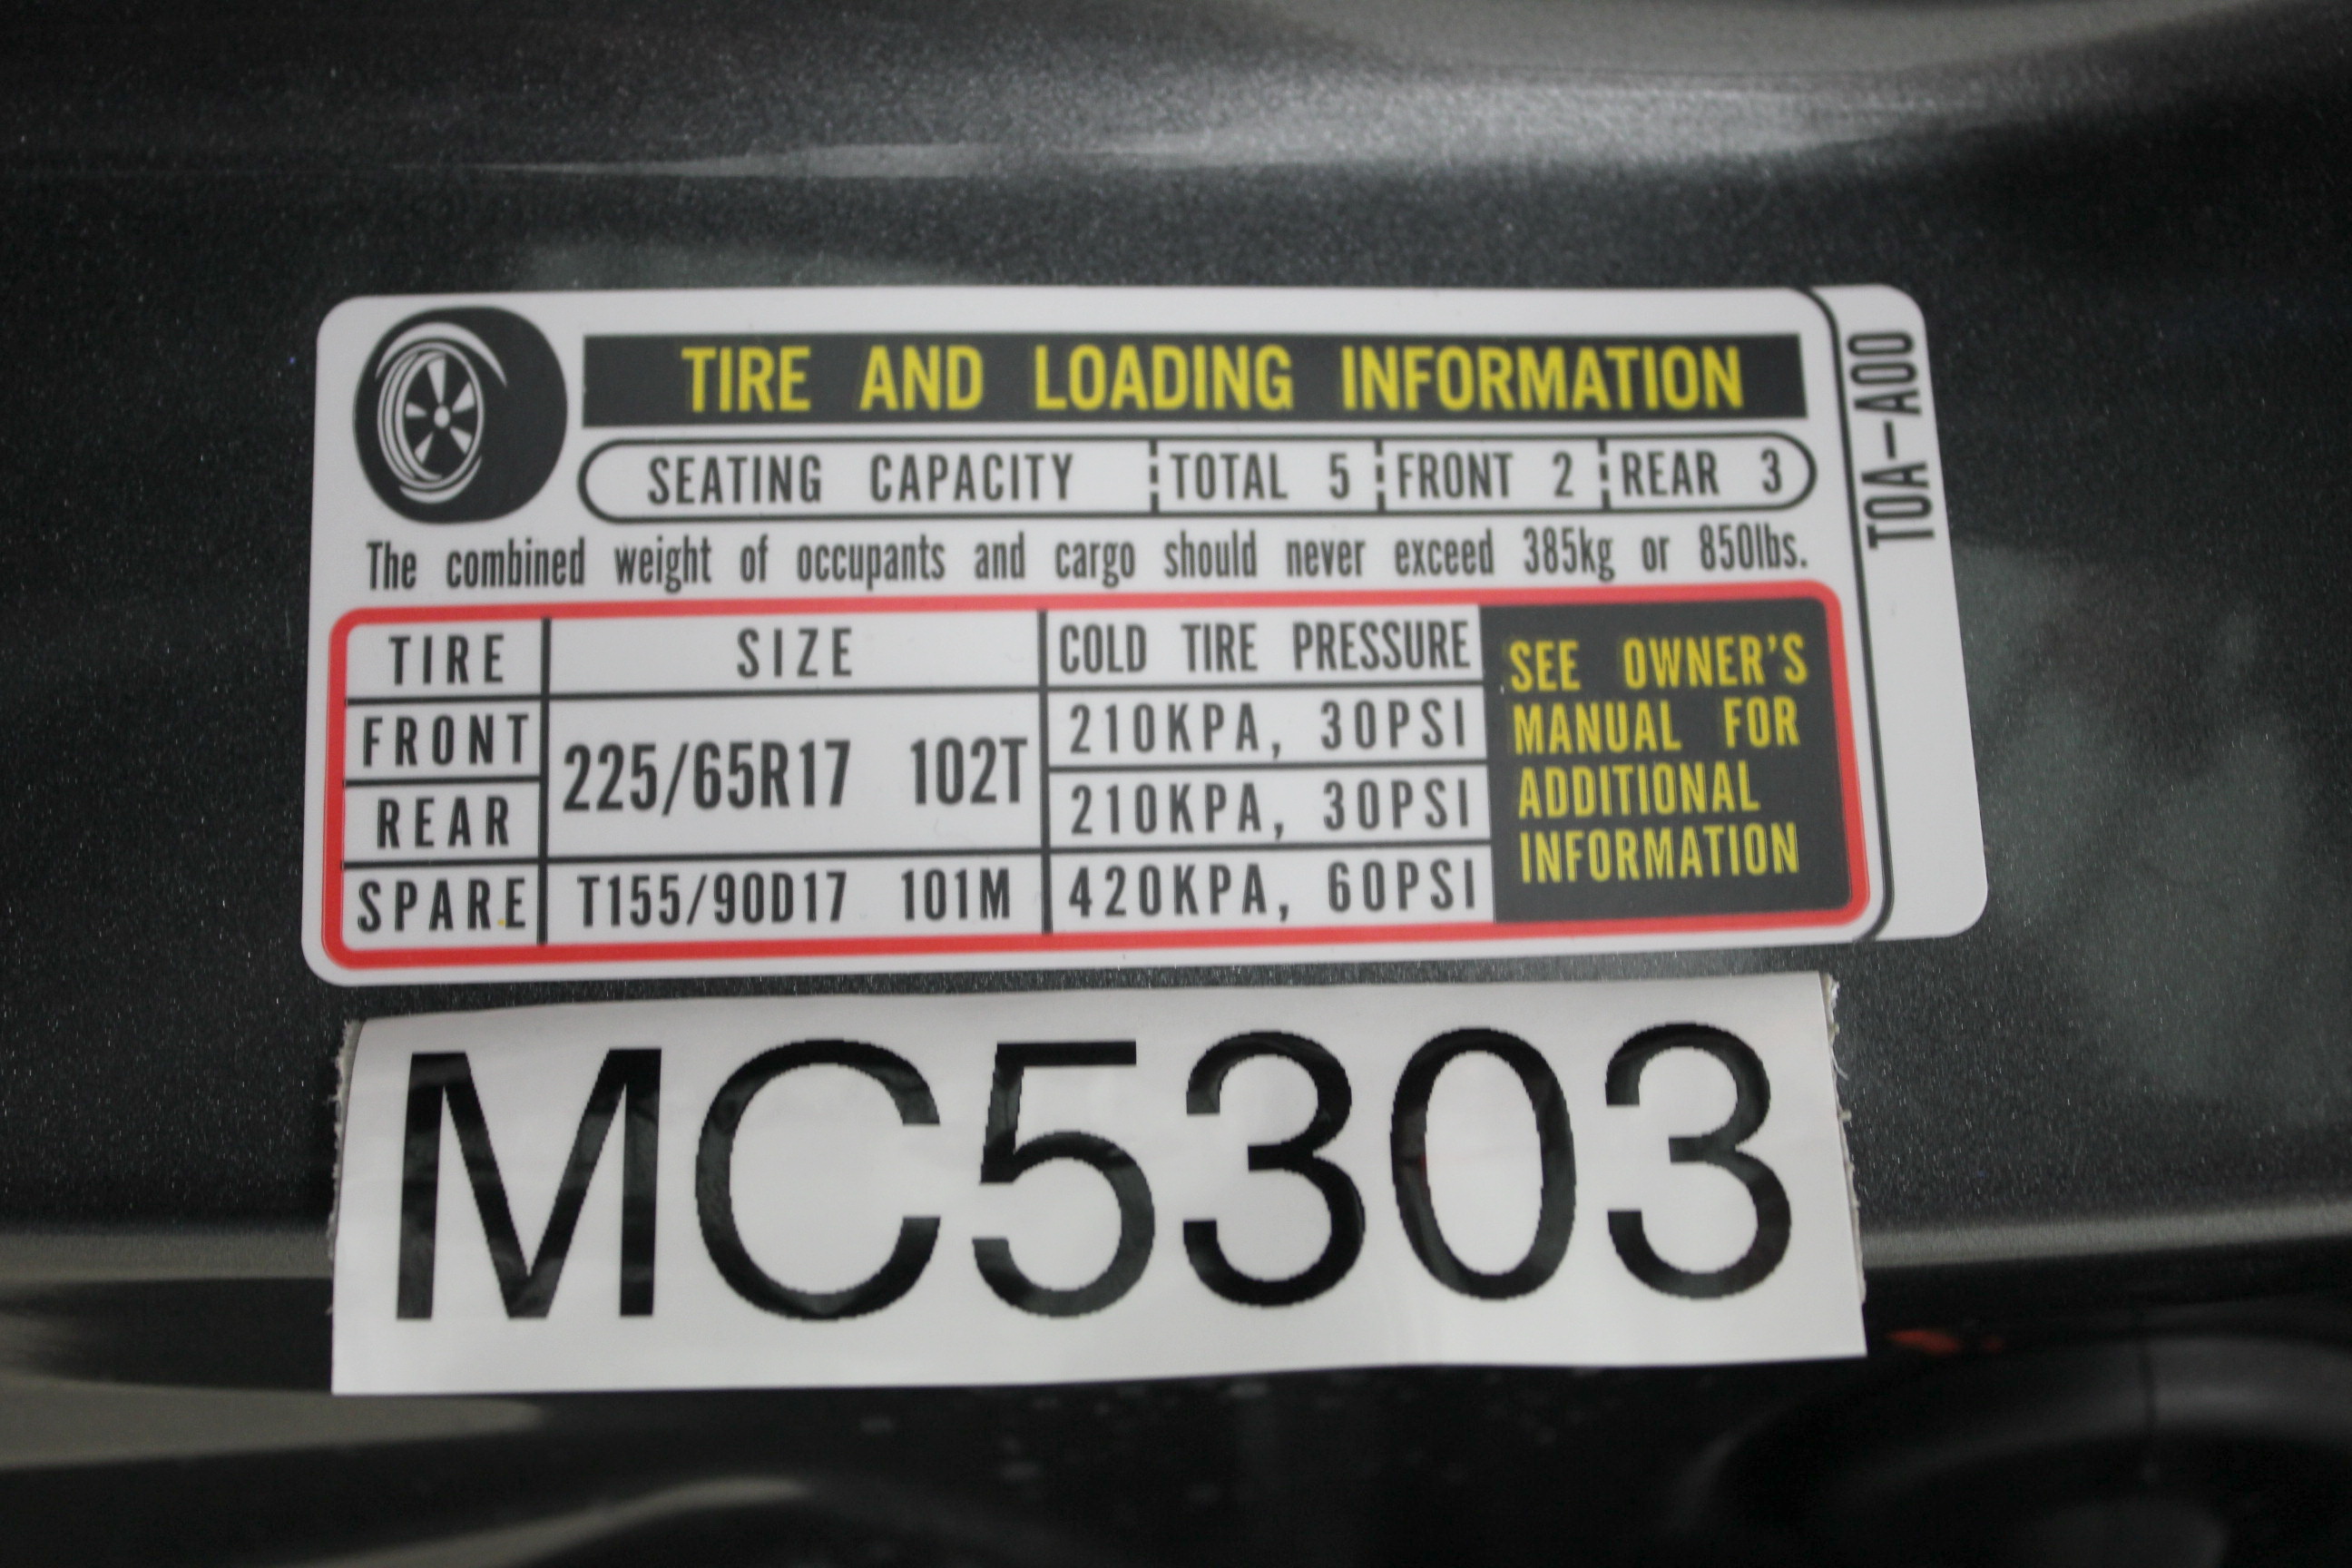 TIRE AND LOADING INFORMATION
SEATING CAPACITY TOTAL 5 FRONT 2 REAR 3
The combined weight of occupants and cargo should never exceed 385kg or 850lbs.
TIRE SIZE COLD TIRE PRESSURE
FRONT 225/65R17 102T 210KPA, 30PSI
REAR 210KPA, 30PSI
SPARE T155/90D17 101M 420KPA, 60PSI
SEE OWNER'S
MANUAL FOR
ADDITIONAL
INFORMATION
T0A-A00
MC5303